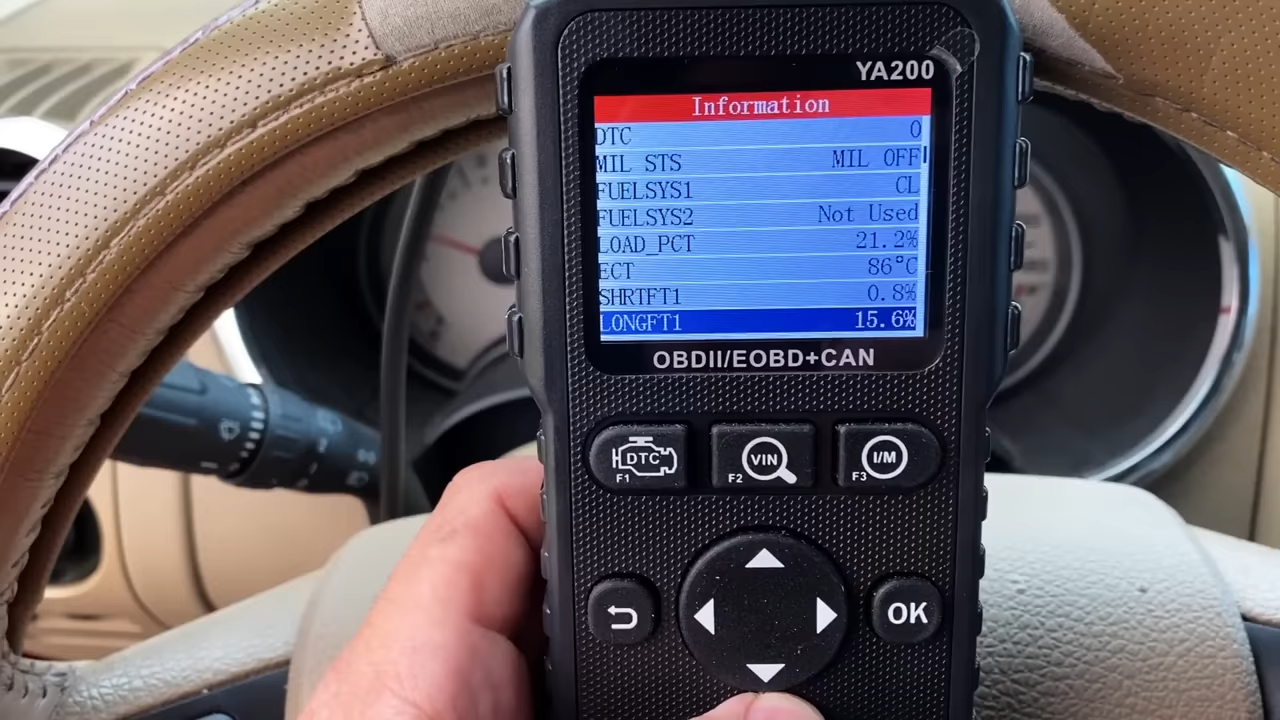 YA200
Information
DTC 0
MIL STS MIL OFF
FUELSYS1 CL
FUELSYS2 Not Used
LOAD_PCT 21.2%
ECT 86°C
SHRTFT1 0.8%
LONGFT1 15.6%
OBDII/EOBD+CAN
DTC
F1
VIN
F2
I/M
F3
OK